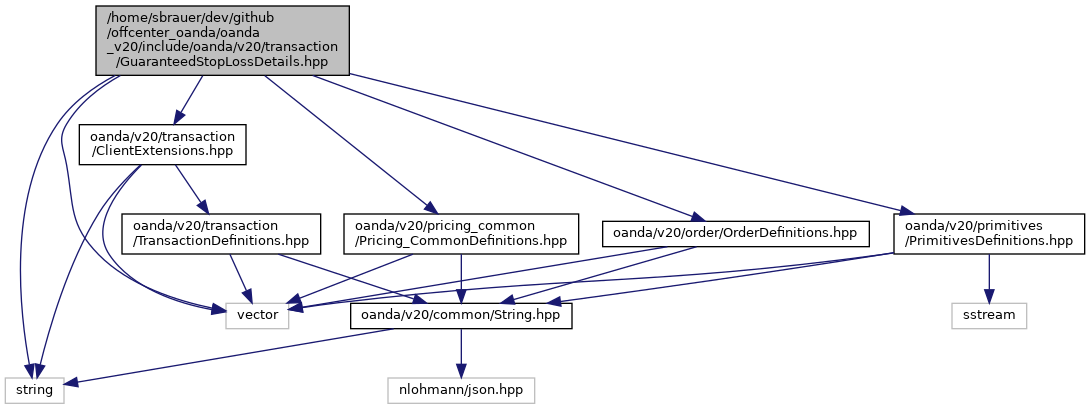 /home/sbrauer/dev/github
/offcenter_oanda/oanda
_v20/include/oanda/v20/transaction
/GuaranteedStopLossDetails.hpp
oanda/v20/transaction
/ClientExtensions.hpp
oanda/v20/transaction
/TransactionDefinitions.hpp
oanda/v20/pricing_common
/Pricing_CommonDefinitions.hpp
oanda/v20/order/OrderDefinitions.hpp
oanda/v20/primitives
/PrimitivesDefinitions.hpp
vector
oanda/v20/common/String.hpp
sstream
string
nlohmann/json.hpp